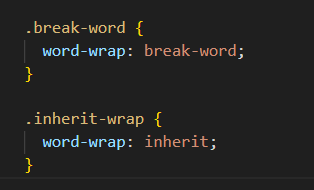 .break-word {
  word-wrap: break-word;
}

.inherit-wrap {
  word-wrap: inherit;
}